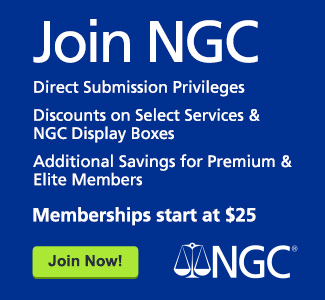 Join NGC
Direct Submission Privileges
Discounts on Select Services &
NGC Display Boxes
Additional Savings for Premium &
Elite Members
Memberships start at $25
Join Now!
NGC®